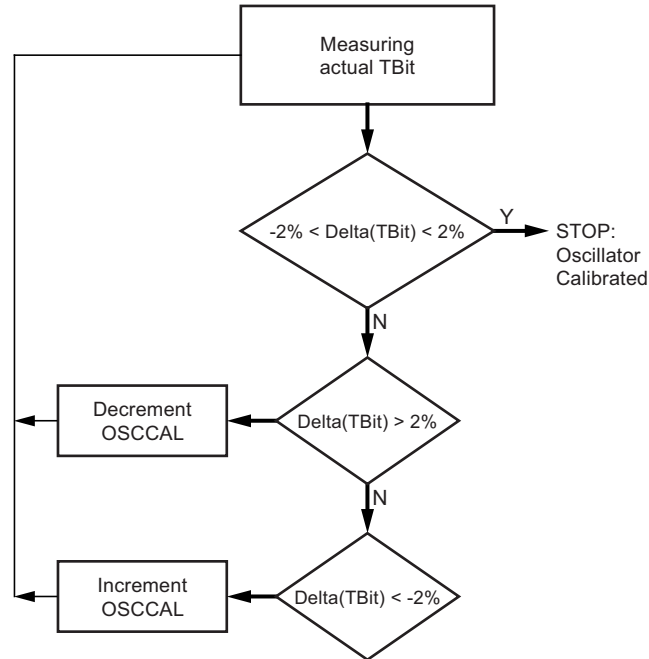 Measuring
actual TBit
-2% < Delta(TBit) < 2%
Y
STOP:
Oscillator
Calibrated
N
Decrement
OSCCAL
Delta(TBit) > 2%
N
Increment
OSCCAL
Delta(TBit) < -2%